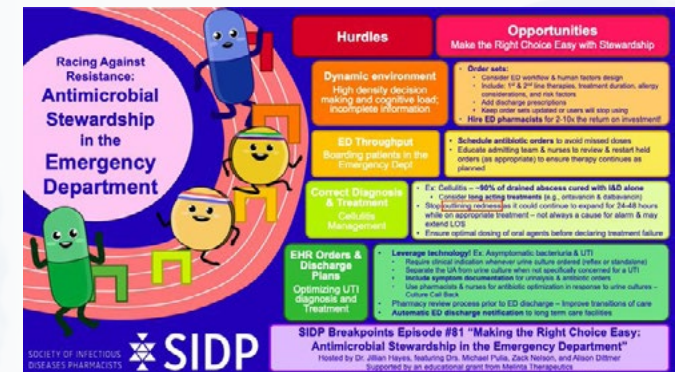 Racing Against
Resistance:
Antimicrobial
Stewardship
in the
Emergency
Department
Hurdles
Opportunities
Make the Right Choice Easy with Stewardship
Dynamic environment
High density decision
making and cognitive load;
incomplete information
• Order sets:
• Consider ED workflow & human factors design
• Include: 1st & 2nd line therapies, treatment duration, allergy
considerations, and risk factors
• Add discharge prescriptions
• Keep order sets updated or users will stop using
• Hire ED pharmacists for 2-10x the return on investment!
ED Throughput
Boarding patients in the
Emergency Dept
• Schedule antibiotic orders to avoid missed doses
• Educate admitting team & nurses to review & restart held
orders (as appropriate) to ensure therapy continues as
planned
Correct Diagnosis
& Treatment
Cellulitis
Management
• Ex: Cellulitis – ~90% of drained abscess cured with I&D alone
• Consider long acting treatments (e.g., oritavancin & dalbavancin)
• Stop outlining redness as it could continue to expand for 24-48 hours
while on appropriate treatment – not always a cause for alarm & may
extend LOS
• Ensure optimal dosing of oral agents before declaring treatment failure
EHR Orders &
Discharge
Plans
Optimizing UTI
diagnosis and
Treatment
• Leverage technology! Ex: Asymptomatic bacteriuria & UTI
• Require clinical indication whenever urine culture ordered (reflex or standalone)
• Separate the UA from urine culture when not specifically concerned for a UTI
• Include symptom documentation for urinalysis & antibiotic orders
• Use pharmacists & nurses for antibiotic optimization in response to urine cultures –
Culture Call Back
• Pharmacy review process prior to ED discharge – Improve transitions of care
• Automatic ED discharge notification to long term care facilities
SIDP Breakpoints Episode #81 "Making the Right Choice Easy:
Antimicrobial Stewardship in the Emergency Department"
Hosted by Dr. Jillian Hayes, featuring Drs. Michael Pulia, Zack Nelson, and Alison Dittmer
Supported by an educational grant from Melinta Therapeutics
SOCIETY OF INFECTIOUS
DISEASES PHARMACISTS
SIDP